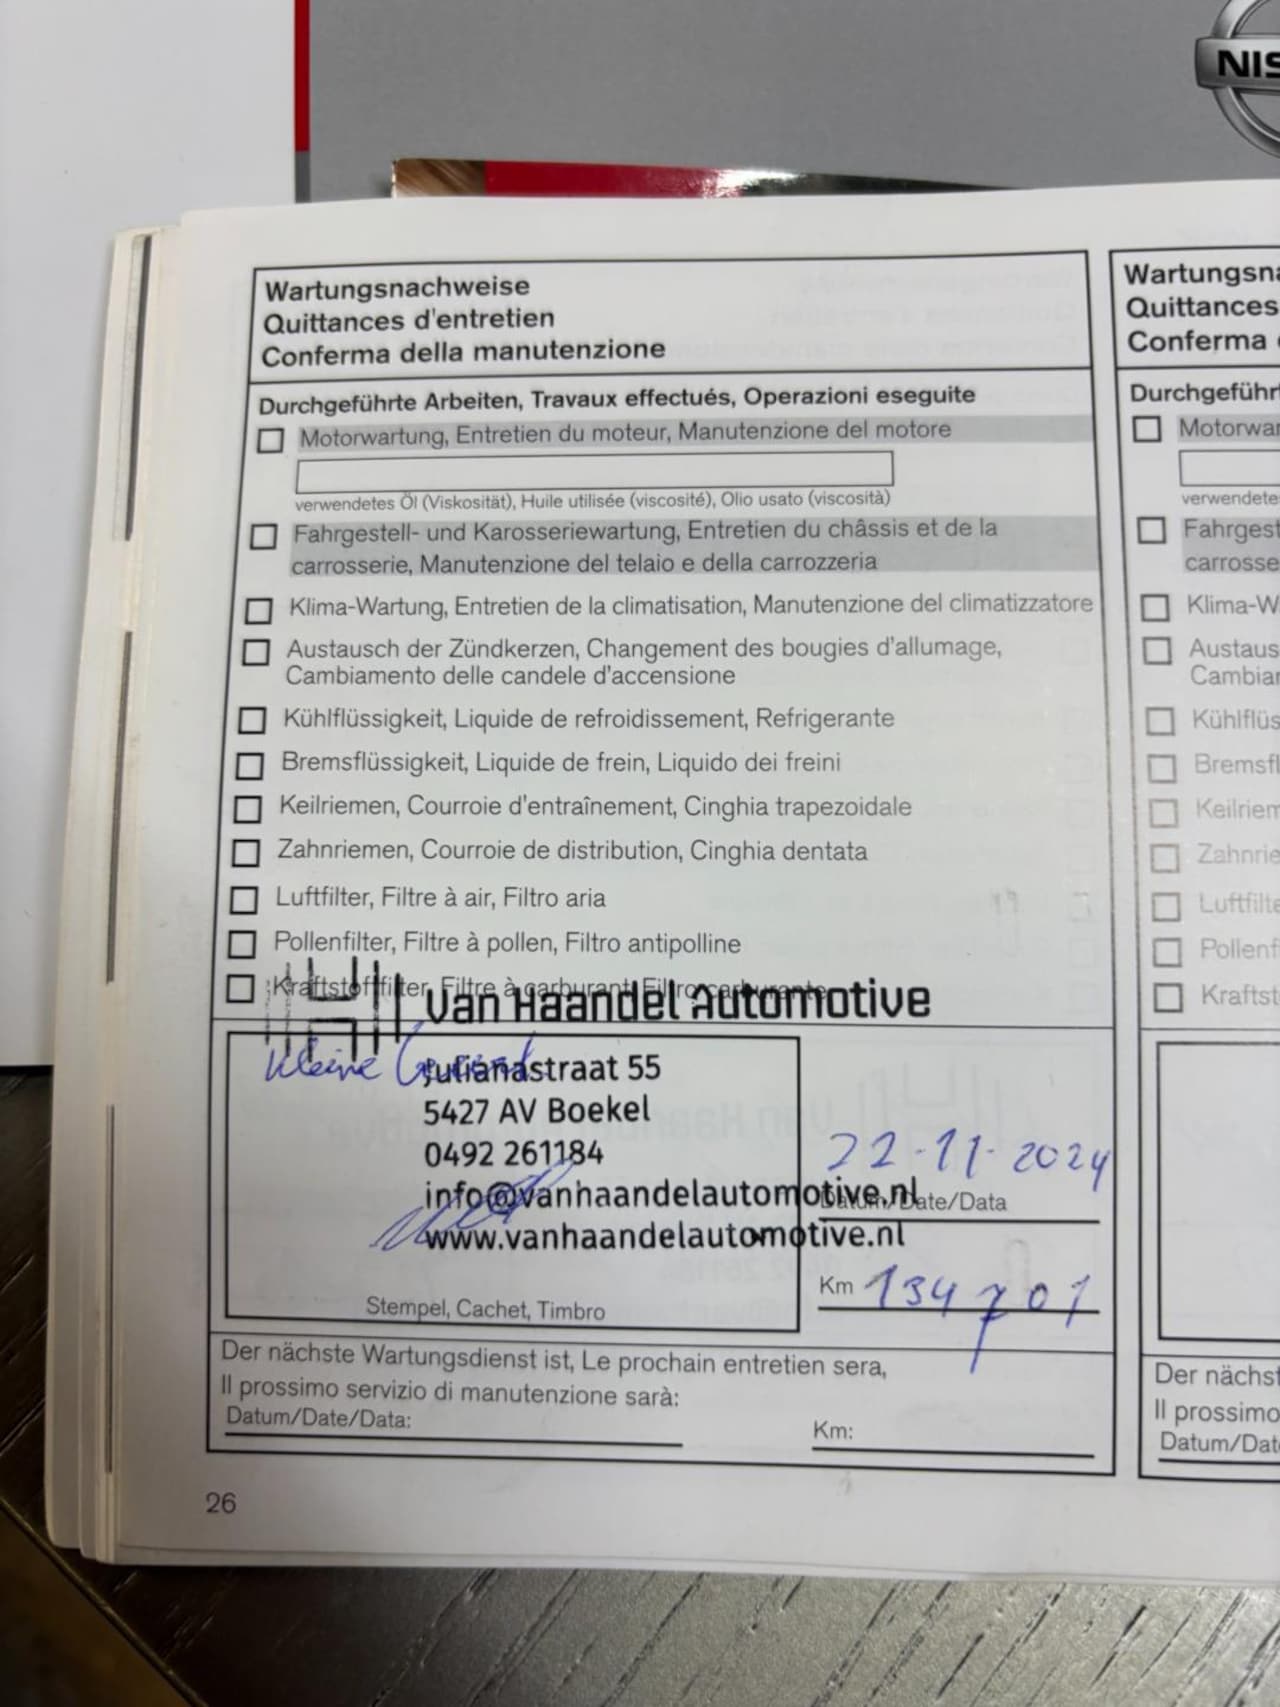 NIS
Wartungsnachweise
Quittances d'entretien
Conferma della manutenzione
Durchgeführte Arbeiten, Travaux effectués, Operazioni eseguite
Motorwartung, Entretien du moteur, Manutenzione del motore
verwendetes Öl (Viskosität), Huile utilisée (viscosité), Olio usato (viscosità)
Fahrgestell- und Karosseriewartung, Entretien du châssis et de la
carrosserie, Manutenzione del telaio e della carrozzeria
Klima-Wartung, Entretien de la climatisation, Manutenzione del climatizzatore
Austausch der Zündkerzen, Changement des bougies d'allumage,
Cambiamento delle candele d'accensione
Kühlflüssigkeit, Liquide de refroidissement, Refrigerante
Bremsflüssigkeit, Liquide de frein, Liquido dei freini
Keilriemen, Courroie d'entraînement, Cinghia trapezoidale
Zahnriemen, Courroie de distribution, Cinghia dentata
Luftfilter, Filtre à air, Filtro aria
Pollenfilter, Filtre à pollen, Filtro antipolline
Kraftstofffilter, Filtre à carburant, Filtro carburante
Van Haandel Automotive
Kleine
Julianastraat 55
5427 AV Boekel
0492 261184
info@vanhaandelautomotive.nl
www.vanhaandelautomotive.nl
Stempel, Cachet, Timbro
22-11-2024
Datum/Date/Data
Km 134701
Der nächste Wartungsdienst ist, Le prochain entretien sera,
Il prossimo servizio di manutenzione sarà:
Datum/Date/Data:
Km:
26
Wartungsna
Quittances
Conferma
Durchgeführt
Motorwar
verwendete
Fahrgest
carrosse
Klima-W
Austaus
Cambiar
Kühlflüs
Bremsfl
Keilriem
Zahnrie
Luftfilte
Pollenf
Kraftst
Der nächst
Il prossimo
Datum/Dat